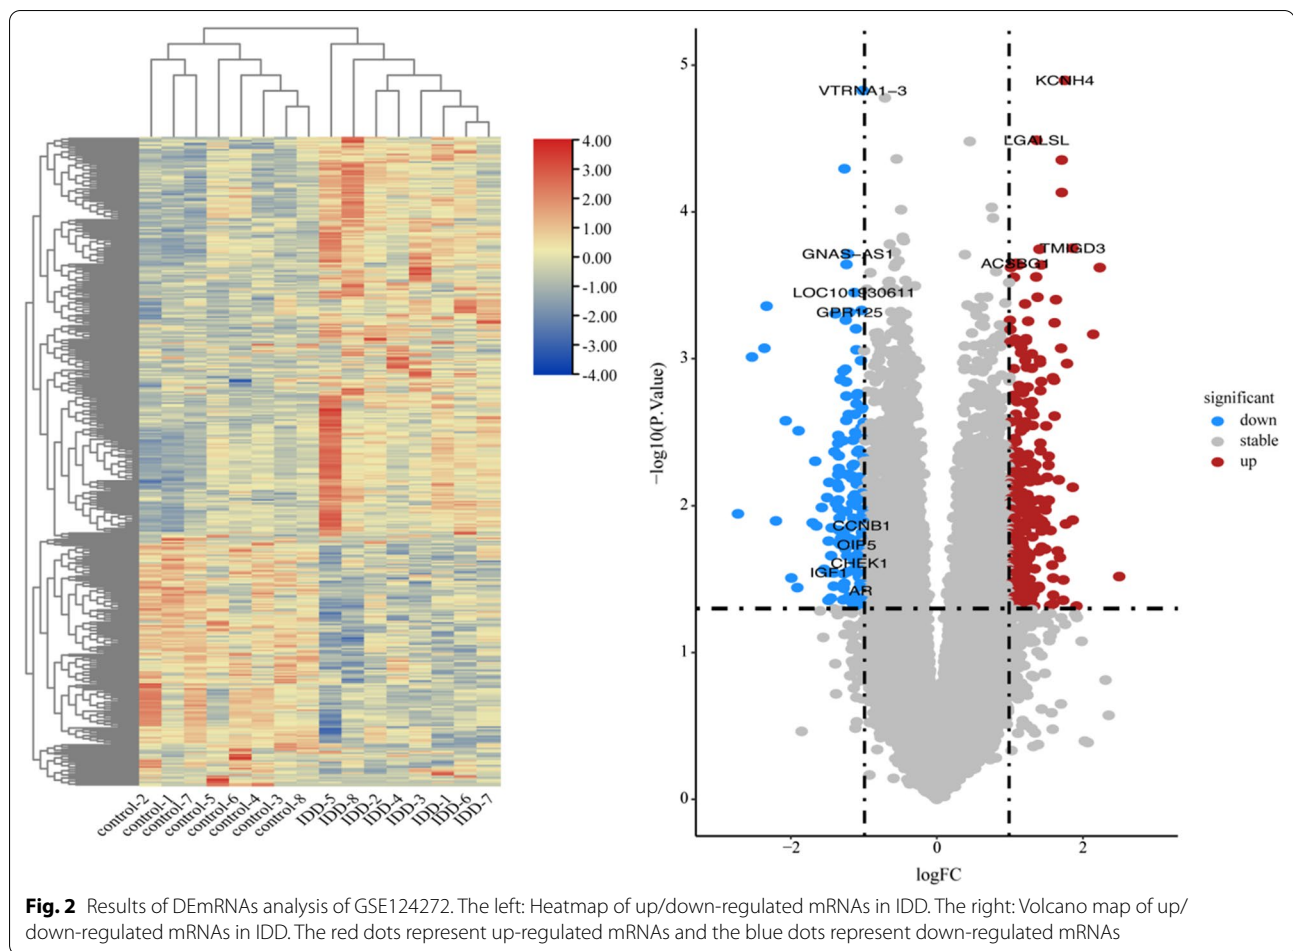 4.00
3.00
2.00
1.00
0.00
-1.00
-2.00
-3.00
-4.00
control-2
control-1
control-7
control-5
control-6
control-4
control-3
control-8
IDD-5
IDD-8
IDD-2
IDD-4
IDD-3
IDD-1
IDD-6
IDD-7
5
4
3
2
1
0
−log10(P.Value)
VTRNA1−3
KCNH4
LGALSL
GNAS−AS1
TMIGD3
ACSBG1
LOC101930611
GPR125
CCNB1
OIP5
CHEK1
IGF1
AR
−2
0
2
logFC
significant
down
stable
up
Fig. 2 Results of DEmRNAs analysis of GSE124272. The left: Heatmap of up/down-regulated mRNAs in IDD. The right: Volcano map of up/
down-regulated mRNAs in IDD. The red dots represent up-regulated mRNAs and the blue dots represent down-regulated mRNAs